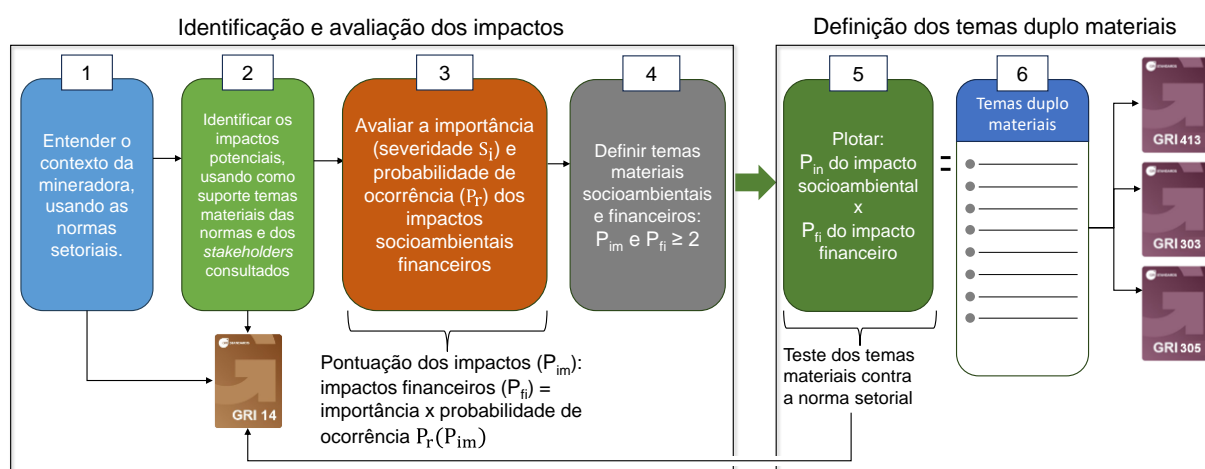 Identificação e avaliação dos impactos
Definição dos temas duplo materiais
1
Entender o
contexto da
mineradora,
usando as
normas
setoriais.
2
Identificar os
impactos
potenciais,
usando como
suporte temas
materiais das
normas e dos
stakeholders
consultados
3
Avaliar a importância
(severidade Si) e
probabilidade de
ocorrência (Pr) dos
impactos
socioambientais
financeiros
4
Definir temas
materiais
socioambientais
e financeiros:
Pim e Pfi ≥ 2
5
Plotar:
Pin do impacto
socioambiental
x
Pfi do impacto
financeiro
=
6
Temas duplo
materiais
GRI 413
GRI 303
GRI 305
GRI 14
Pontuação dos impactos (Pim):
impactos financeiros (Pfi) =
importância x probabilidade de
ocorrência Pr(Pim)
Teste dos temas
materiais contra
a norma setorial